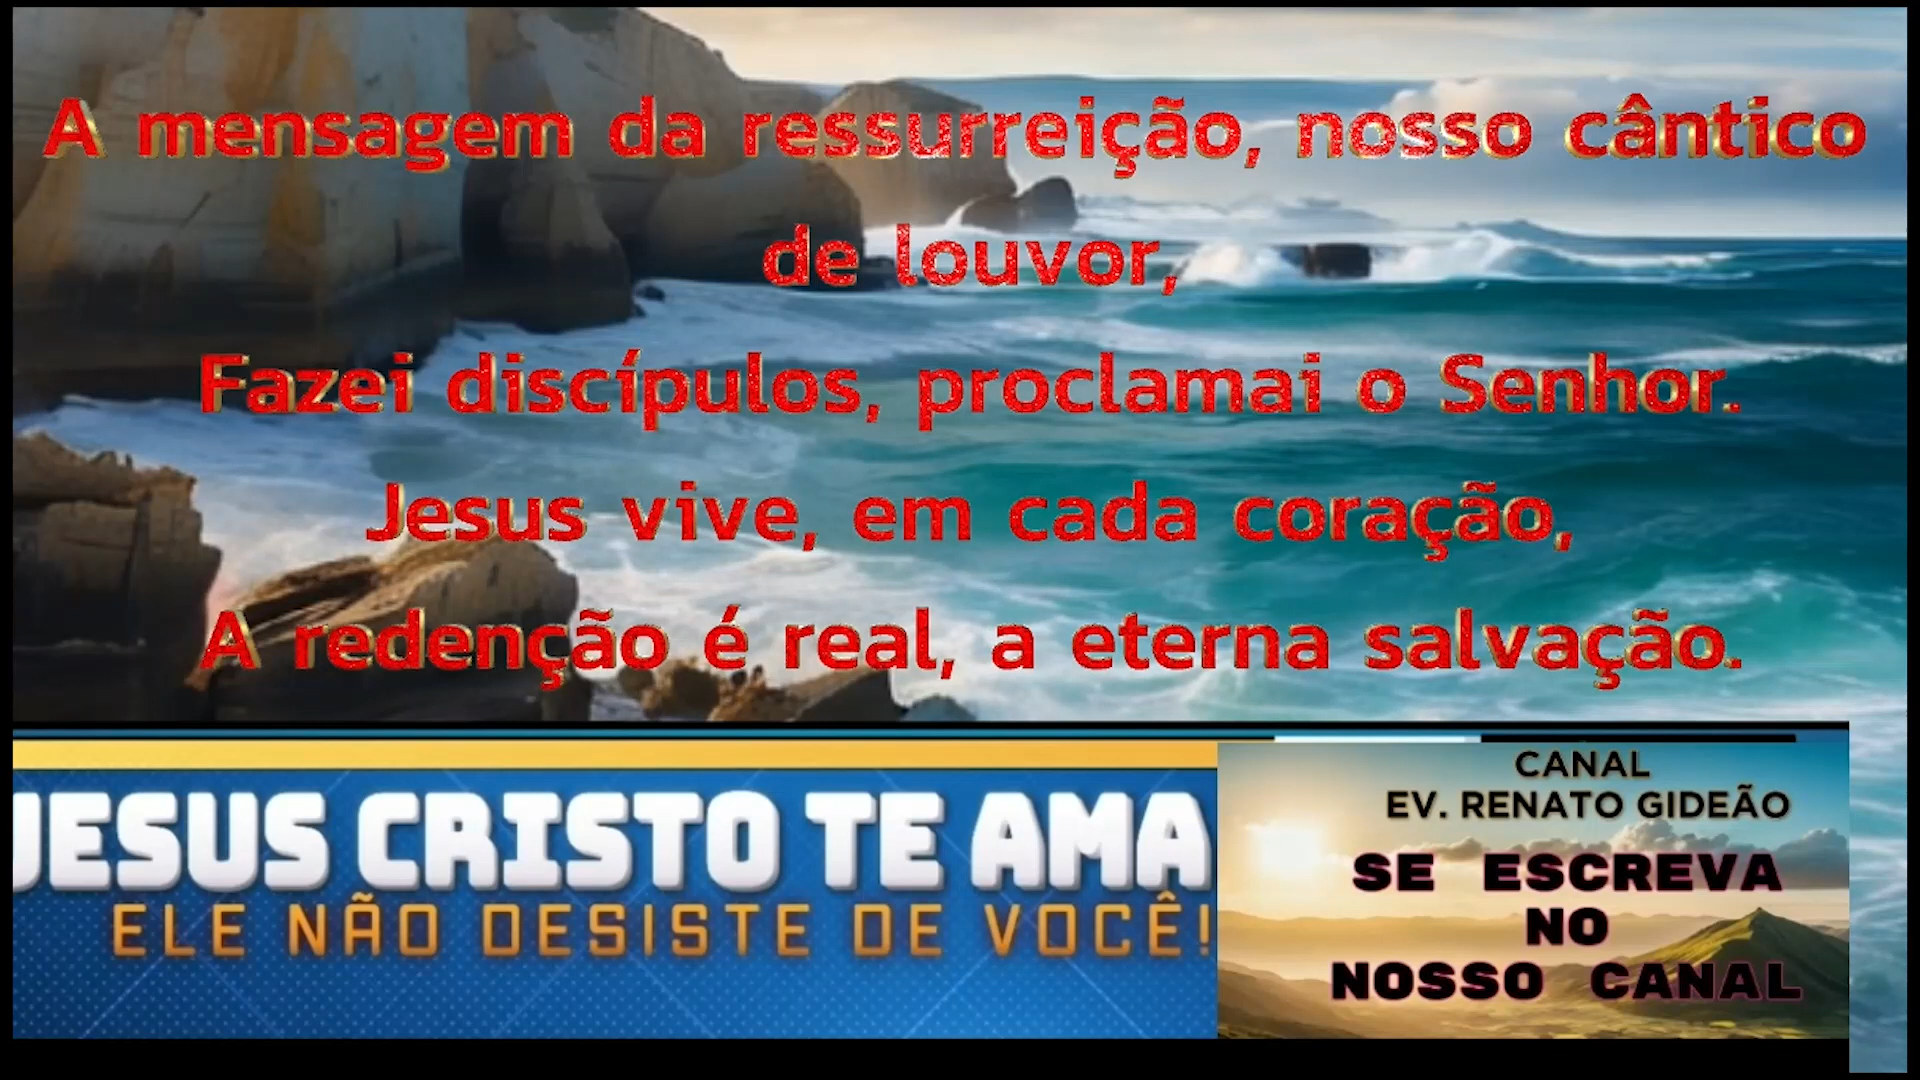 A mensagem da ressurreição, nosso cântico
de louvor,
Fazei discípulos, proclamai o Senhor.
Jesus vive, em cada coração,
A redenção é real, a eterna salvação.
JESUS CRISTO TE AMA
ELE NÃO DESISTE DE VOCÊ!
CANAL
EV. RENATO GIDEÃO
SE ESCREVA
NO
NOSSO CANAL